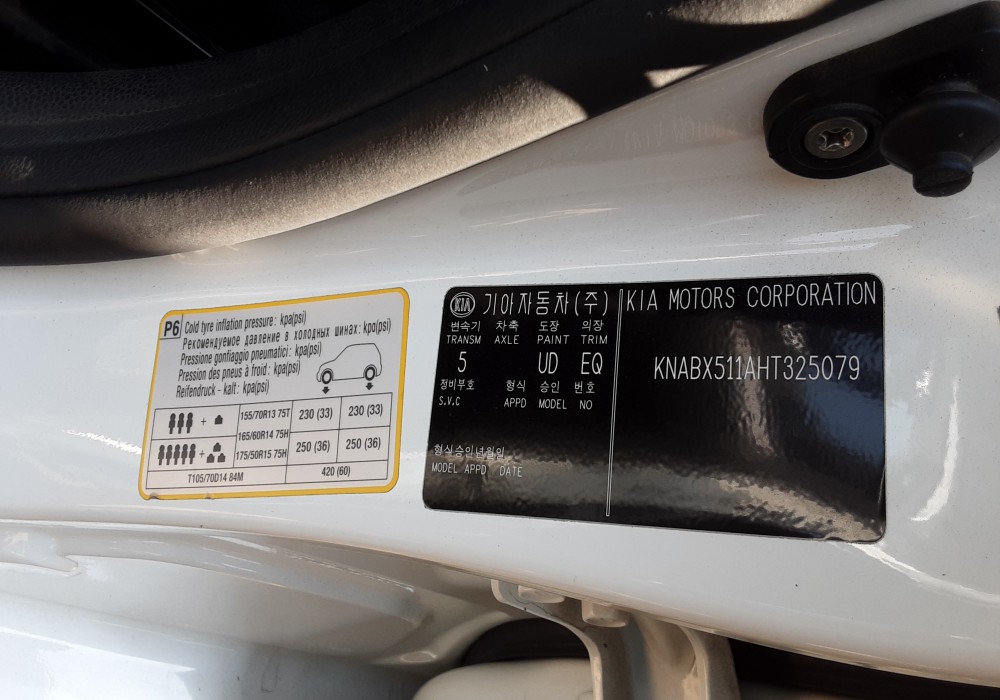 P6 Cold tyre inflation pressure: kpa(psi)
Рекомендуемое давление в холодных шинах: kpa(psi)
Pressione gonfiaggio pneumatici: kpa(psi)
Pression des pneus à froid: kpa(psi)
Reifendruck - kalt: kpa(psi)
155/70R13 75T 230 (33) 230 (33)
165/60R14 75H
175/50R15 75H 250 (36) 250 (36)
T105/70D14 84M 420 (60)
KIA 기아자동차(주)
변속기 차축 도장 의장
TRANSM AXLE PAINT TRIM
5 UD EQ
정비부호 형식 승인 번호
S.V.C APPD MODEL NO
형식승인년월일
MODEL APPD DATE
KIA MOTORS CORPORATION
KNABX511AHT325079